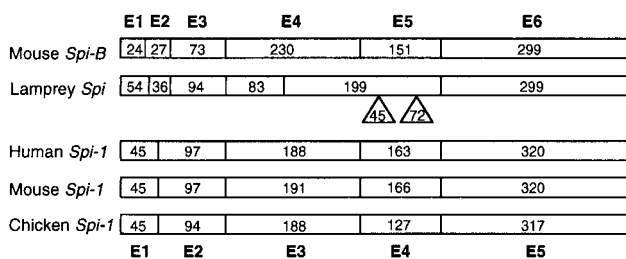 E1 E2 E3 E4 E5 E6
Mouse Spi-B 24 27 73 230 151 299
Lamprey Spi 54 36 94 83 199 299
45 72
Human Spi-1 45 97 188 163 320
Mouse Spi-1 45 97 191 166 320
Chicken Spi-1 45 94 188 127 317
E1 E2 E3 E4 E5